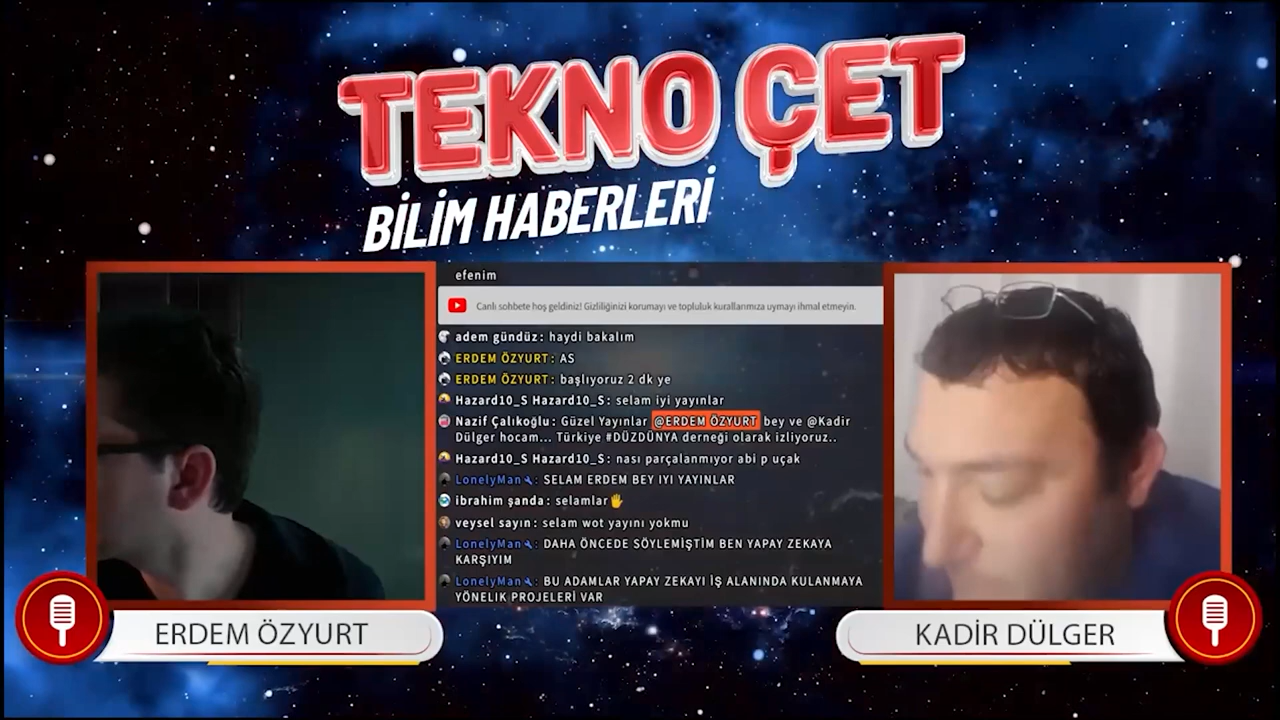 TEKNO ÇET
BİLİM HABERLERİ
efenim
Canlı sohbete hoş geldiniz! Gizliliğinizi korumayı ve topluluk kurallarımıza uymayı ihmal etmeyin.
adem gündüz: haydi bakalım
ERDEM ÖZYURT: AS
ERDEM ÖZYURT: başlıyoruz 2 dk ye
Hazard10_S Hazard10_S: selam iyi yayınlar
Nazif Çalıkoğlu: Güzel Yayınlar @ERDEM ÖZYURT bey ve @Kadir
Dülger hocam... Türkiye #DÜZDÜNYA derneği olarak izliyoruz..
Hazard10_S Hazard10_S: nası parçalanmıyor abi p uçak
LonelyMan: SELAM ERDEM BEY IYI YAYINLAR
ibrahim şanda: selamlar🖐
veysel sayın: selam wot yayını yokmu
LonelyMan: DAHA ÖNCEDE SÖYLEMİŞTİM BEN YAPAY ZEKAYA
KARŞIYIM
LonelyMan: BU ADAMLAR YAPAY ZEKAYI İŞ ALANINDA KULANMAYA
YÖNELIK PROJELERİ VAR
ERDEM ÖZYURT
KADİR DÜLGER